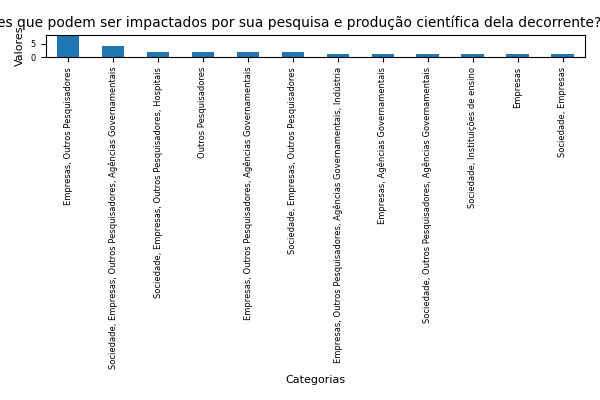 es que podem ser impactados por sua pesquisa e produção científica dela decorrente?
Valores
5
0
Empresas, Outros Pesquisadores
Sociedade, Empresas, Outros Pesquisadores, Agências Governamentais
Sociedade, Empresas, Outros Pesquisadores, Hospitais
Outros Pesquisadores
Empresas, Outros Pesquisadores, Agências Governamentais
Sociedade, Empresas, Outros Pesquisadores
Empresas, Outros Pesquisadores, Agências Governamentais, Indústria
Empresas, Agências Governamentais
Sociedade, Outros Pesquisadores, Agências Governamentais
Sociedade, Instituições de ensino
Empresas
Sociedade, Empresas
Categorias